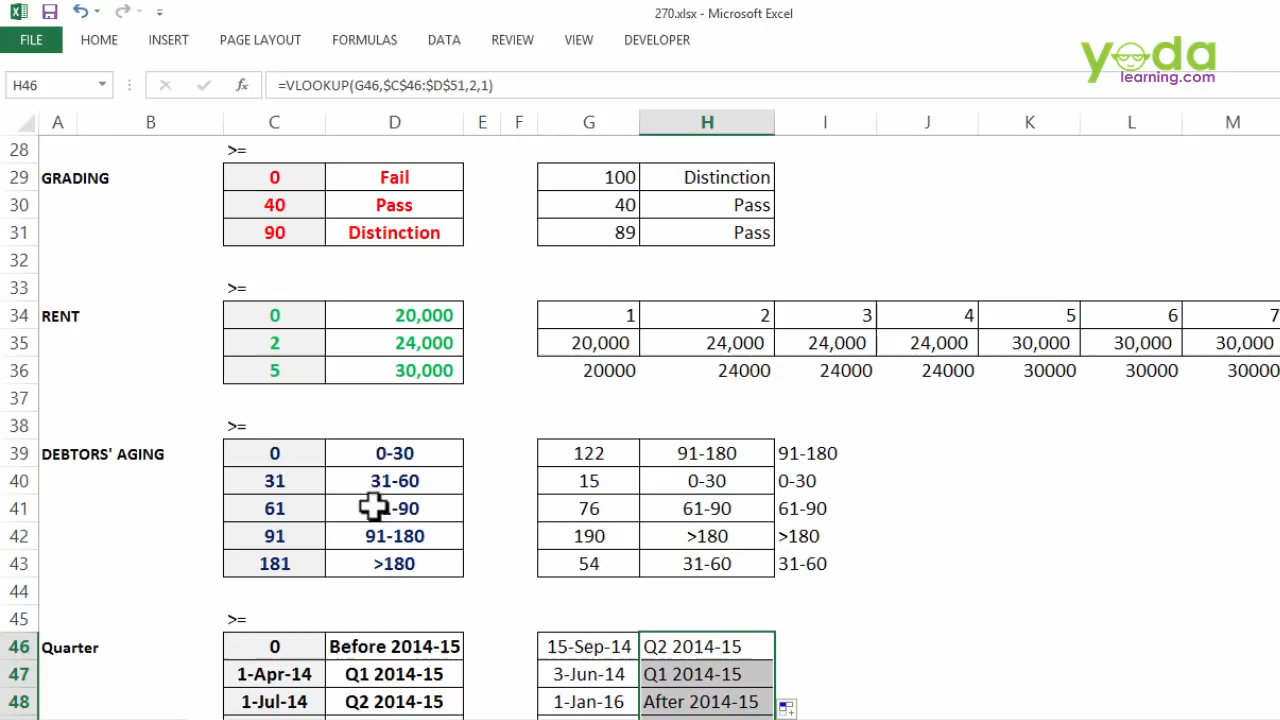 270.xlsx - Microsoft Excel
FILE HOME INSERT PAGE LAYOUT FORMULAS DATA REVIEW VIEW DEVELOPER
yoda
learning.com
H46 fx =VLOOKUP(G46,$C$46:$D$51,2,1)
A B C D E F G H I J K L M
28 >=
29 GRADING 0 Fail 100 Distinction
30 40 Pass 40 Pass
31 90 Distinction 89 Pass
32
33 >=
34 RENT 0 20,000 1 2 3 4 5 6 7
35 2 24,000 20,000 24,000 24,000 24,000 30,000 30,000 30,000
36 5 30,000 20000 24000 24000 24000 30000 30000 30000
37
38 >=
39 DEBTORS' AGING 0 0-30 122 91-180 91-180
40 31 31-60 15 0-30 0-30
41 61 -90 76 61-90 61-90
42 91 91-180 190 >180 >180
43 181 >180 54 31-60 31-60
44
45 >=
46 Quarter 0 Before 2014-15 15-Sep-14 Q2 2014-15
47 1-Apr-14 Q1 2014-15 3-Jun-14 Q1 2014-15
48 1-Jul-14 Q2 2014-15 1-Jan-16 After 2014-15